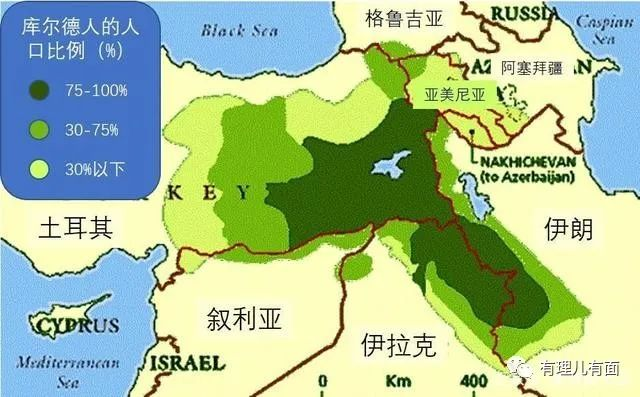 库尔德人的人
口比例 (%)
75-100%
30-75%
30%以下
Black Sea
格鲁吉亚
RUSSIA
Caspian
Sea
阿塞拜疆
亚美尼亚
NAKHICHEVAN
(to Azerbaijan)
KEY
土耳其
伊朗
CYPRUS
叙利亚
伊拉克
Mediterranean
Sea
ISRAEL
0 Km 400
有理儿有面